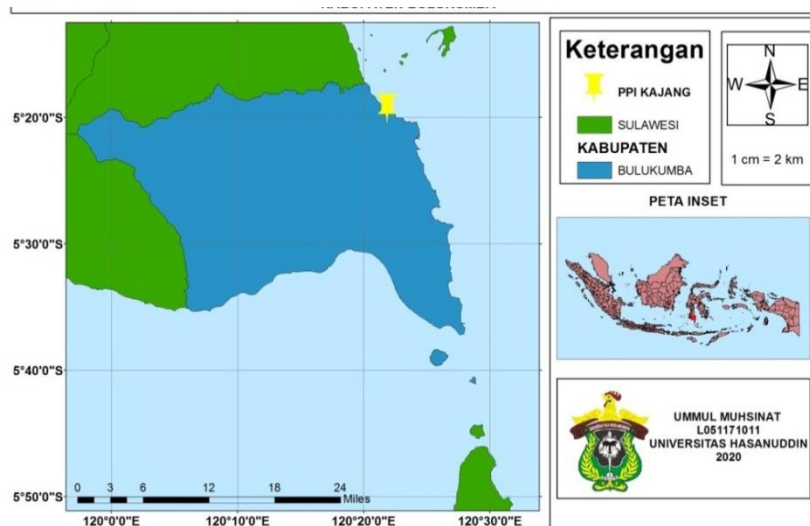 5°20'0"S
5°30'0"S
5°40'0"S
5°50'0"S
0 3 6 12 18 24
Miles
120°0'0"E 120°10'0"E 120°20'0"E 120°30'0"E
Keterangan
PPI KAJANG
SULAWESI
KABUPATEN
BULUKUMBA
N
W E
S
1 cm = 2 km
PETA INSET
UMMUL MUHSINAT
L051171011
UNIVERSITAS HASANUDDIN
2020